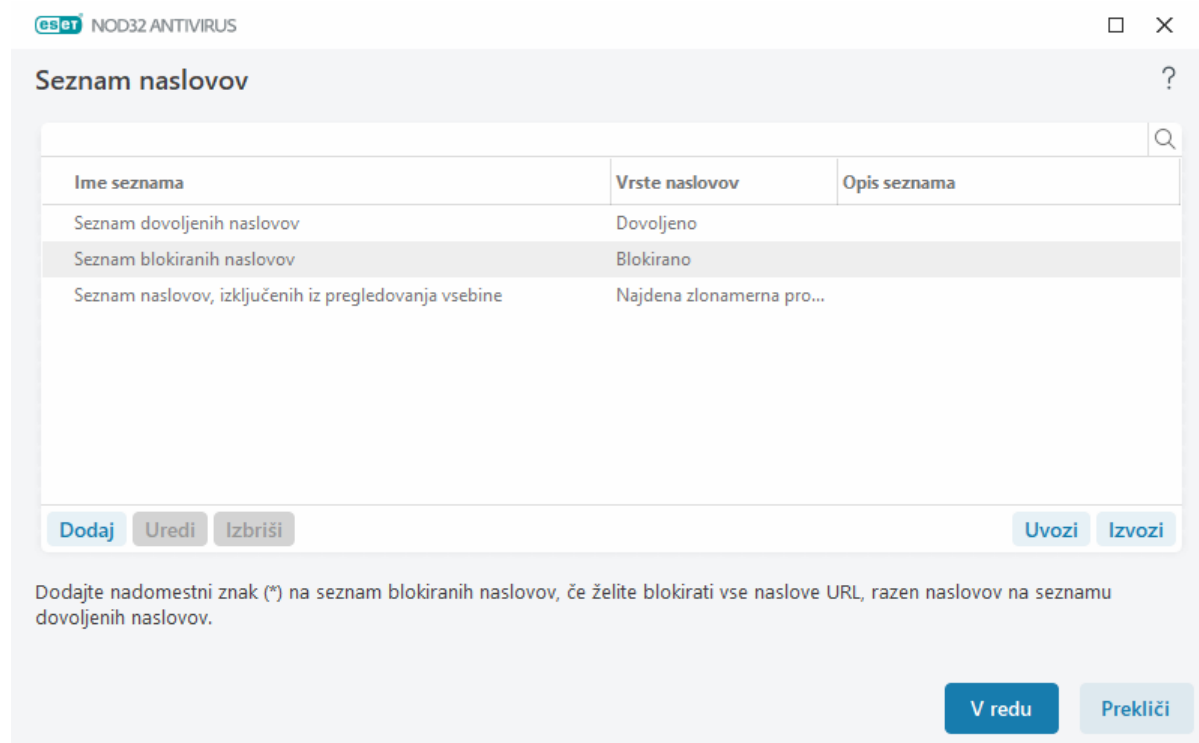 eset NOD32 ANTIVIRUS
Seznam naslovov
?
Ime seznama Vrste naslovov Opis seznama
Seznam dovoljenih naslovov Dovoljeno
Seznam blokiranih naslovov Blokirano
Seznam naslovov, izključenih iz pregledovanja vsebine Najdena zlonamerna pro...
Dodaj Uredi Izbriši Uvozi Izvozi
Dodajte nadomestni znak (*) na seznam blokiranih naslovov, če želite blokirati vse naslove URL, razen naslovov na seznamu
dovoljenih naslovov.
V redu Prekliči